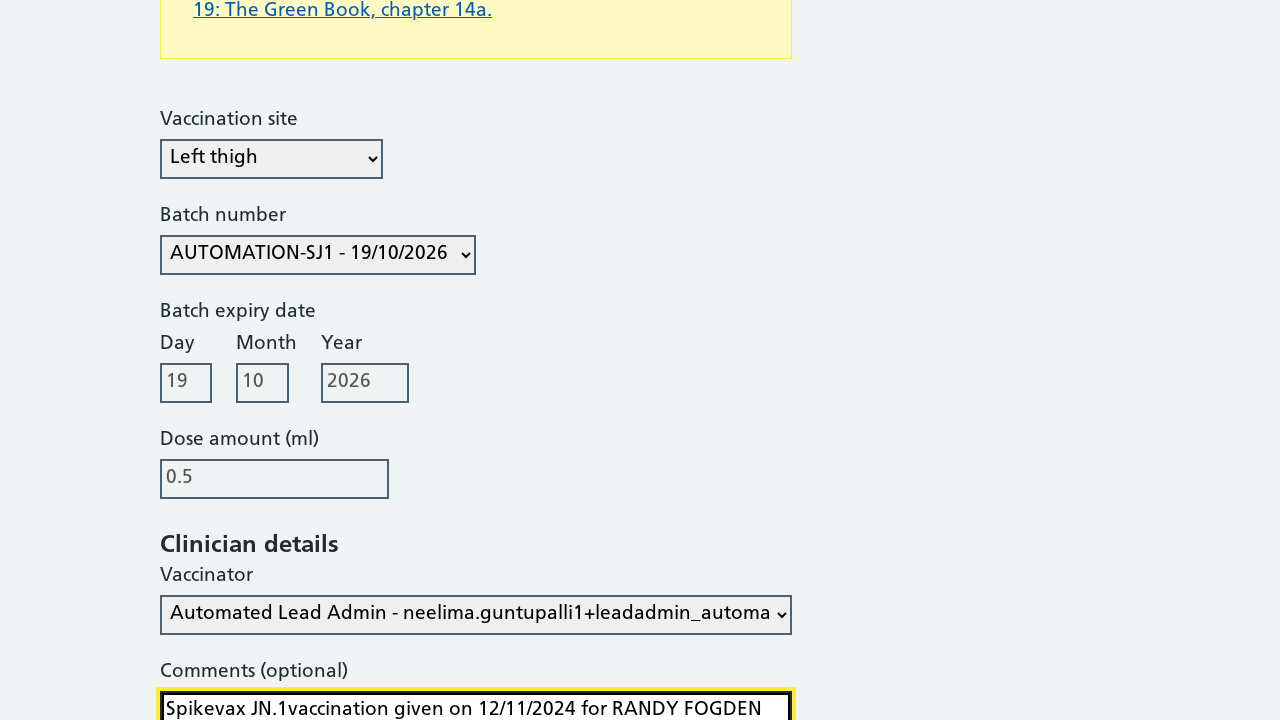 19: The Green Book, chapter 14a.
Vaccination site
Left thigh
Batch number
AUTOMATION-SJ1 - 19/10/2026
Batch expiry date
Day Month Year
19 10 2026
Dose amount (ml)
0.5
Clinician details
Vaccinator
Automated Lead Admin - neelima.guntupalli1+leadadmin_automa
Comments (optional)
Spikevax JN.1vaccination given on 12/11/2024 for RANDY FOGDEN